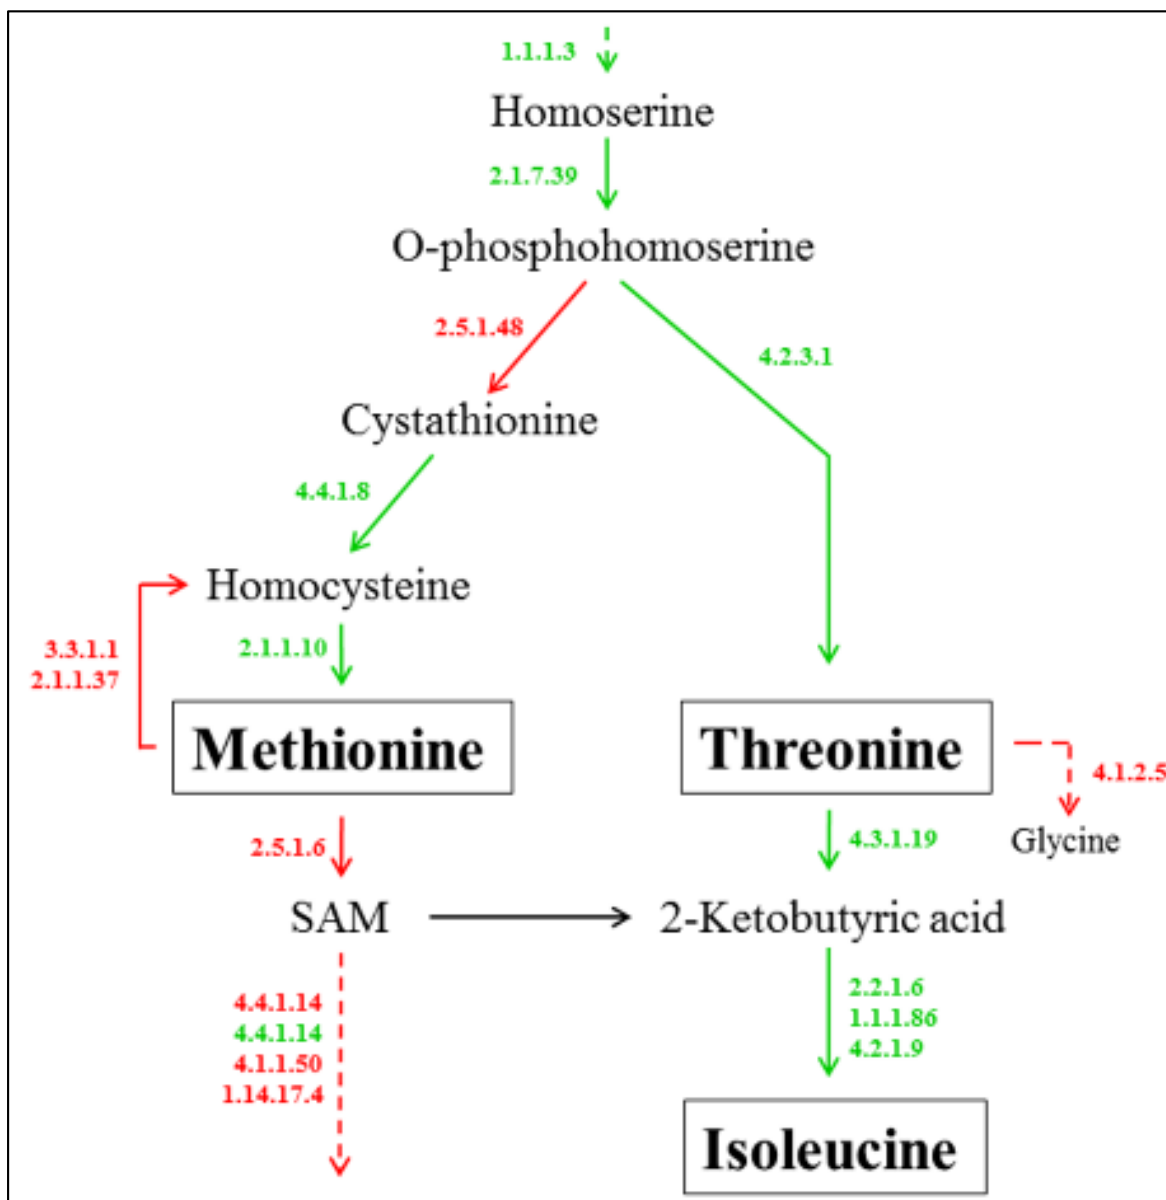 1.1.1.3
Homoserine
2.1.7.39
O-phosphohomoserine
2.5.1.48
4.2.3.1
Cystathionine
4.4.1.8
Homocysteine
3.3.1.1
2.1.1.37
2.1.1.10
Methionine
Threonine
4.1.2.5
2.5.1.6
4.3.1.19
Glycine
SAM
2-Ketobutyric acid
4.4.1.14
4.4.1.14
4.1.1.50
1.14.17.4
2.2.1.6
1.1.1.86
4.2.1.9
Isoleucine